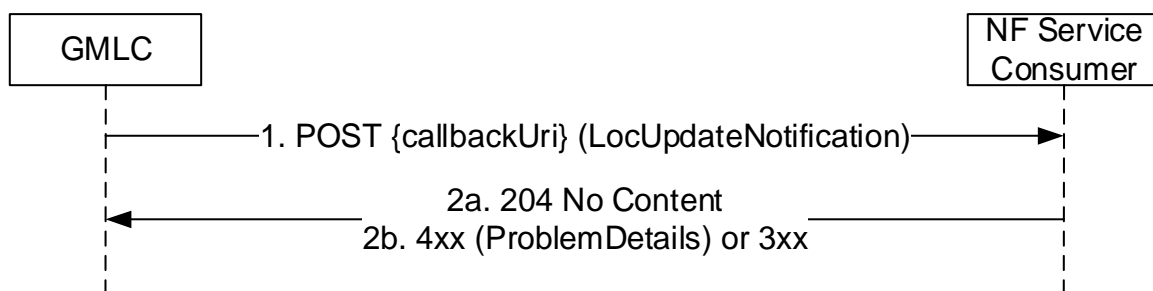 GMLC
NF Service
Consumer
1. POST {callbackUri} (LocUpdateNotification)
2a. 204 No Content
2b. 4xx (ProblemDetails) or 3xx